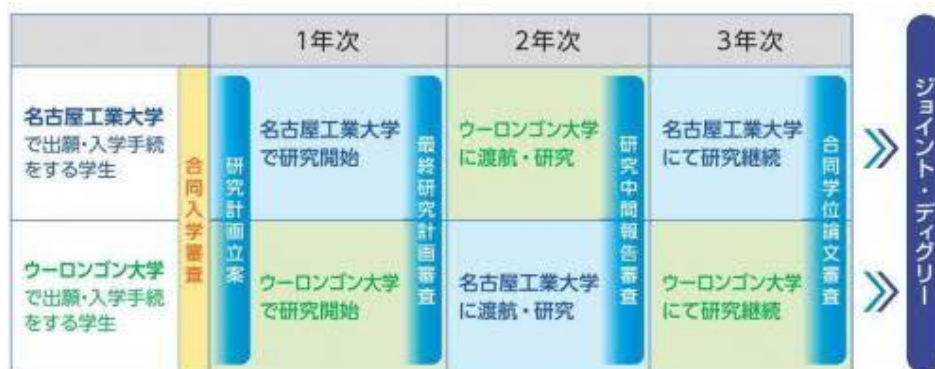 1年次
2年次
3年次
名古屋工業大学
で出願・入学手続
をする学生
合同入学審査
研究計画立案
名古屋工業大学
で研究開始
最終研究計画審査
ウーロンゴン大学
に渡航・研究
研究中間報告審査
名古屋工業大学
にて研究継続
合同学位論文審査
ジョイント・ディグリー
ウーロンゴン大学
で出願・入学手続
をする学生
ウーロンゴン大学
で研究開始
名古屋工業大学
に渡航・研究
ウーロンゴン大学
にて研究継続